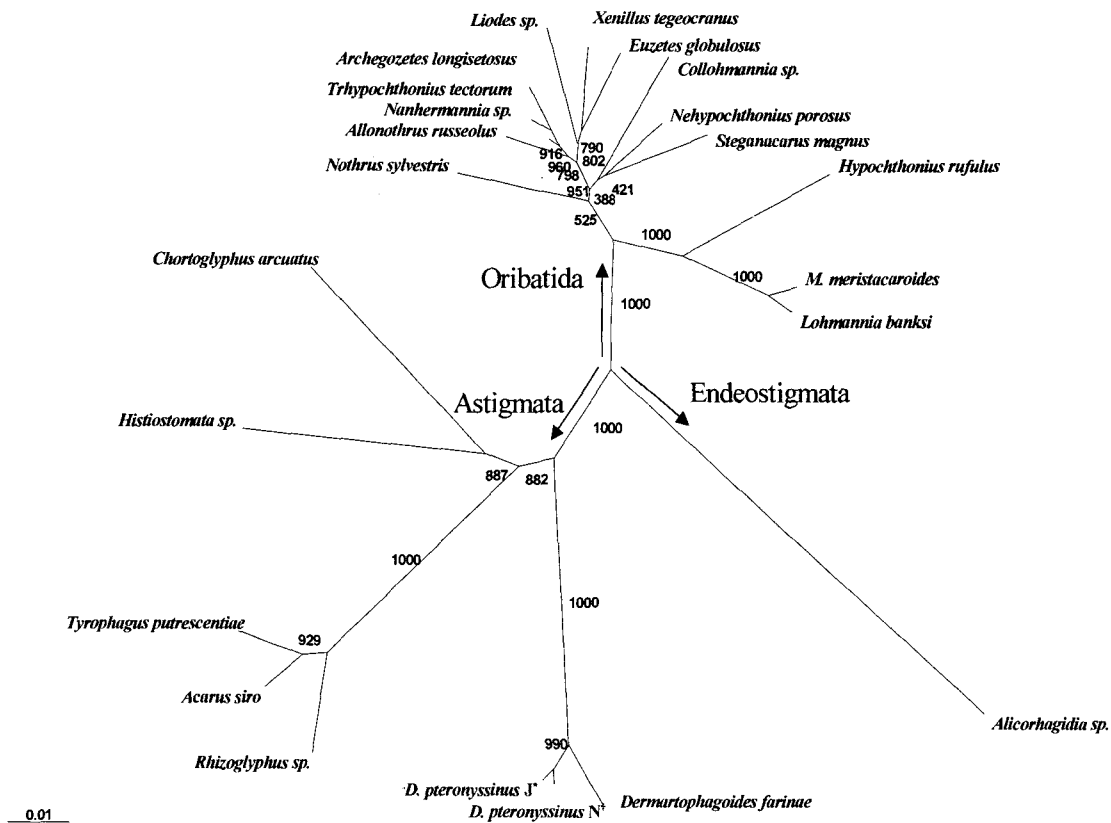 Liodes sp.
Xenillus tegeocranus
Euzetes globulosus
Archegozetes longisetosus
Collohmannia sp.
Trhypochthonius tectorum
Nanhermannia sp.
Nehypochthonius porosus
Allonothrus russeolus
Steganacarus magnus
Nothrus sylvestris
Hypochthonius rufulus
790
916
802
960
798
951
421
388
525
1000
Chortoglyphus arcuatus
Oribatida
1000
M. meristacaroides
1000
Lohmannia banksi
Endeostigmata
Astigmata
Histiostomata sp.
1000
887
882
1000
1000
Tyrophagus putrescentiae
929
Acarus siro
Alicorhagidia sp.
Rhizoglyphus sp.
990
D. pteronyssinus J*
D. pteronyssinus N†
Dermartophagoides farinae
0.01